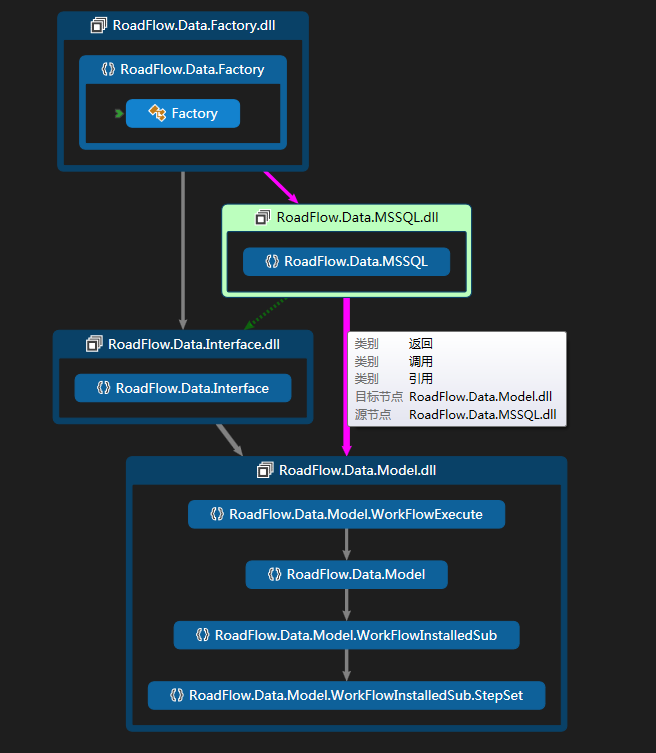 RoadFlow.Data.Factory.dll
RoadFlow.Data.Factory
Factory
RoadFlow.Data.MSSQL.dll
RoadFlow.Data.MSSQL
RoadFlow.Data.Interface.dll
RoadFlow.Data.Interface
类别 返回
类别 调用
类别 引用
目标节点 RoadFlow.Data.Model.dll
源节点 RoadFlow.Data.MSSQL.dll
RoadFlow.Data.Model.dll
RoadFlow.Data.Model.WorkFlowExecute
RoadFlow.Data.Model
RoadFlow.Data.Model.WorkFlowInstalledSub
RoadFlow.Data.Model.WorkFlowInstalledSub.StepSet